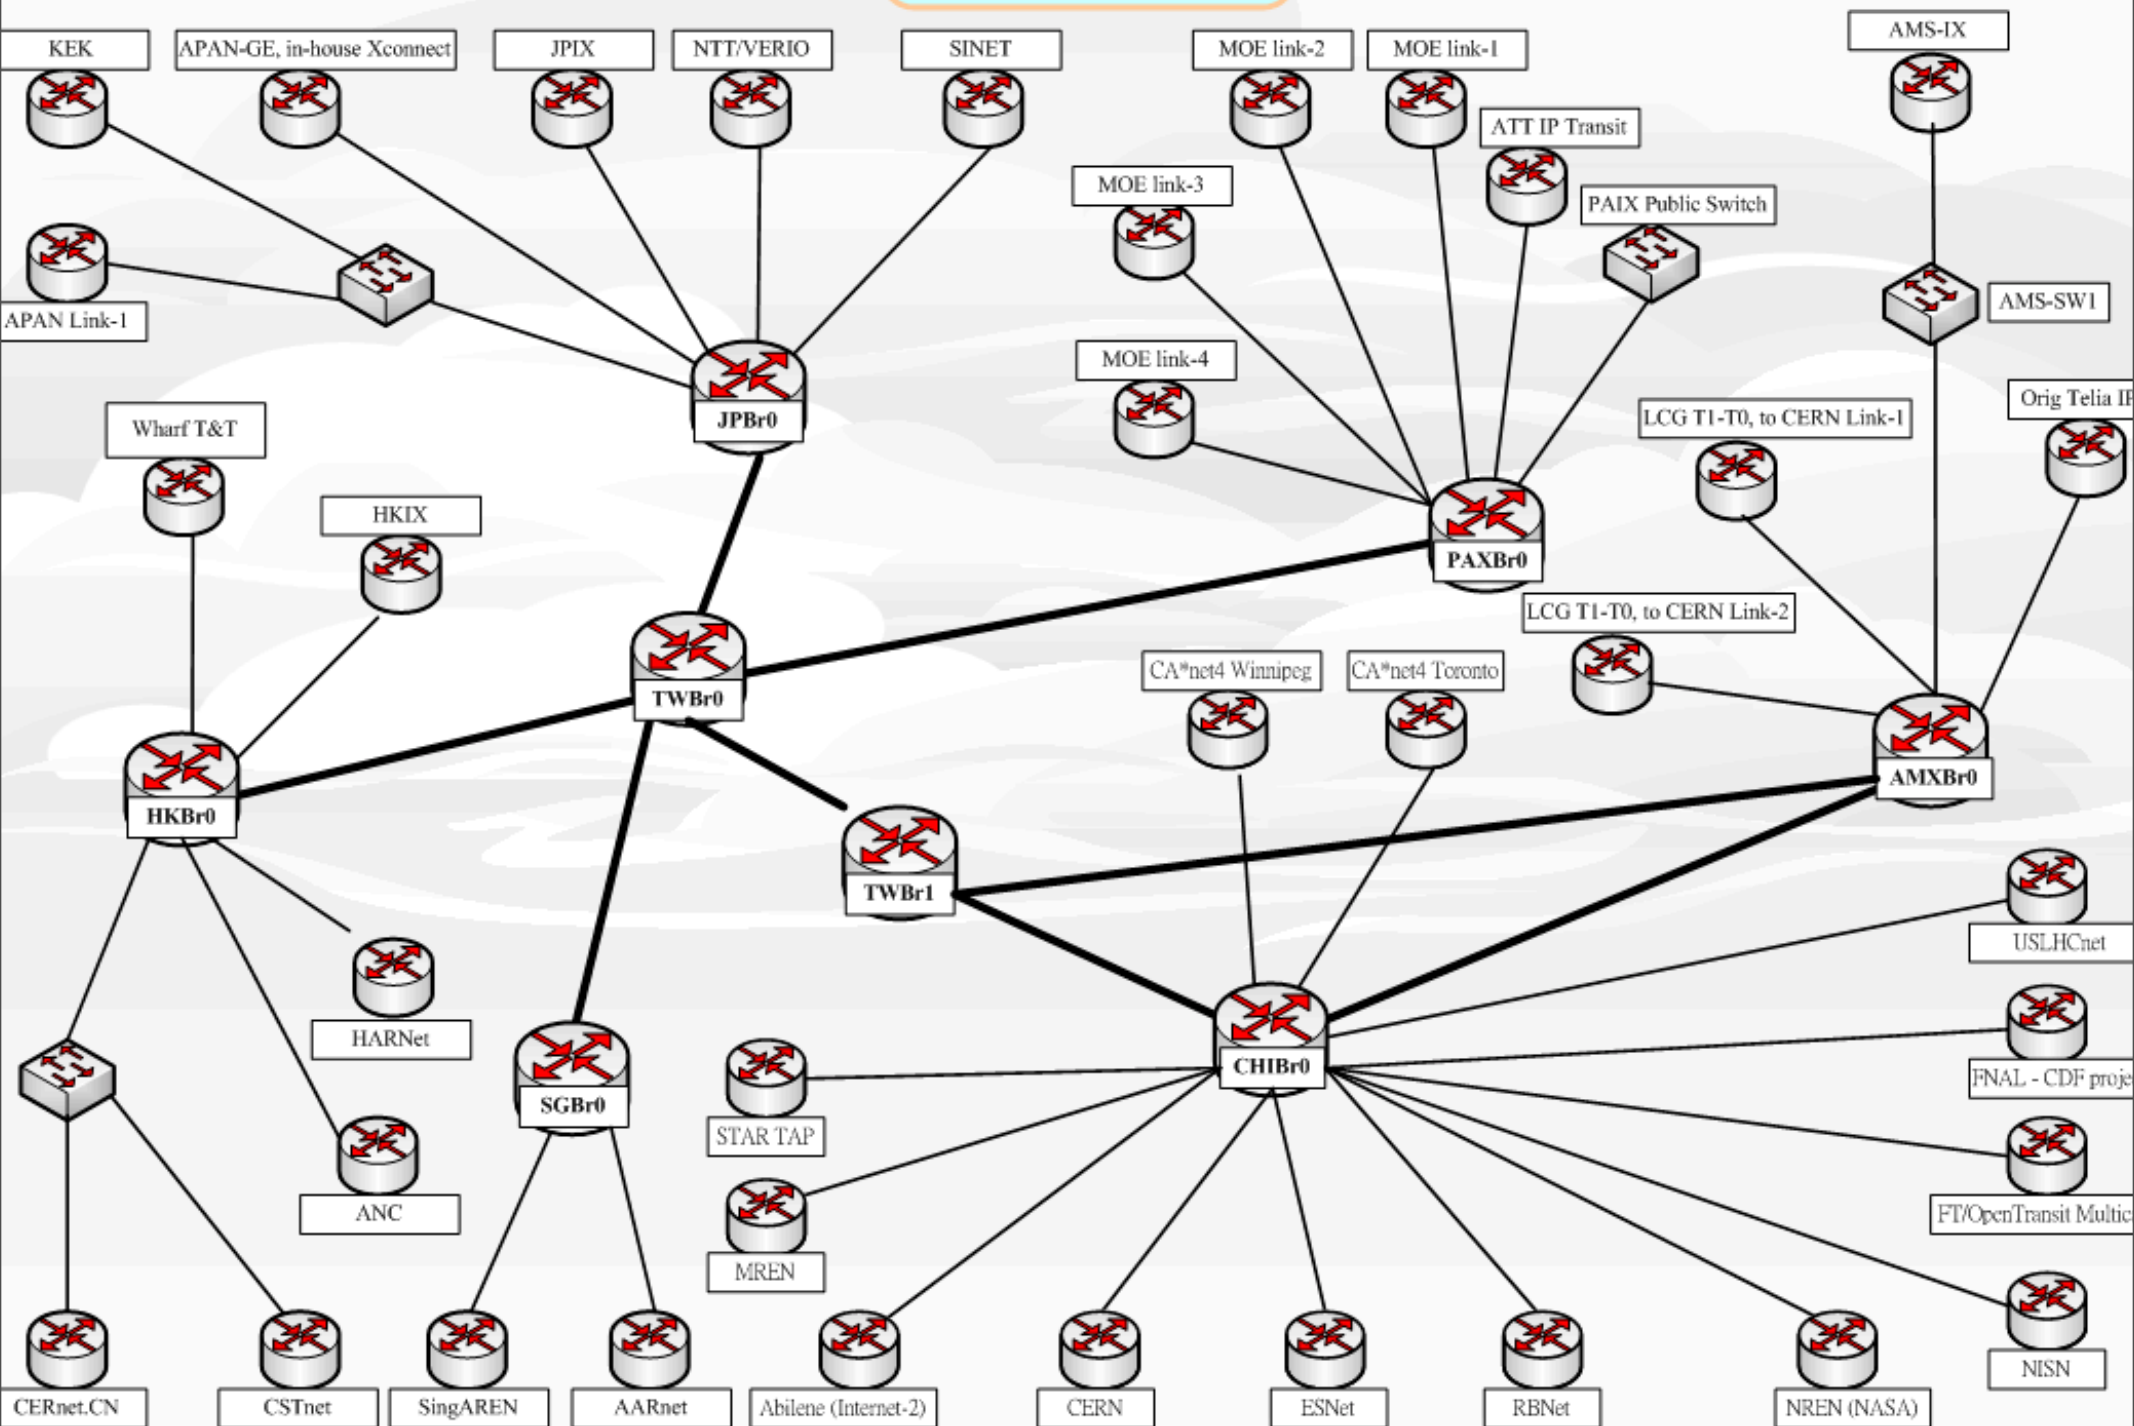 AMS-IX
KEK
APAN-GE, in-house Xconnect
JPIX
NTT/VERIO
SINET
MOE link-2
MOE link-1
ATT IP Transit
MOE link-3
PAIX Public Switch
AMS-SW1
APAN Link-1
MOE link-4
Orig Telia IP
JPBr0
LCG T1-T0, to CERN Link-1
Wharf T&T
HKIX
PAXBr0
LCG T1-T0, to CERN Link-2
CA*net4 Winnipeg
CA*net4 Toronto
TWBr0
AMXBr0
HKBr0
TWBr1
USLHCnet
HARNet
CHIBr0
FNAL - CDF proje
SGBr0
STAR TAP
ANC
FT/OpenTransit Multic
MREN
NISN
CERnet.CN
CSTnet
SingAREN
AARnet
Abilene (Internet-2)
CERN
ESNet
RBNet
NREN (NASA)